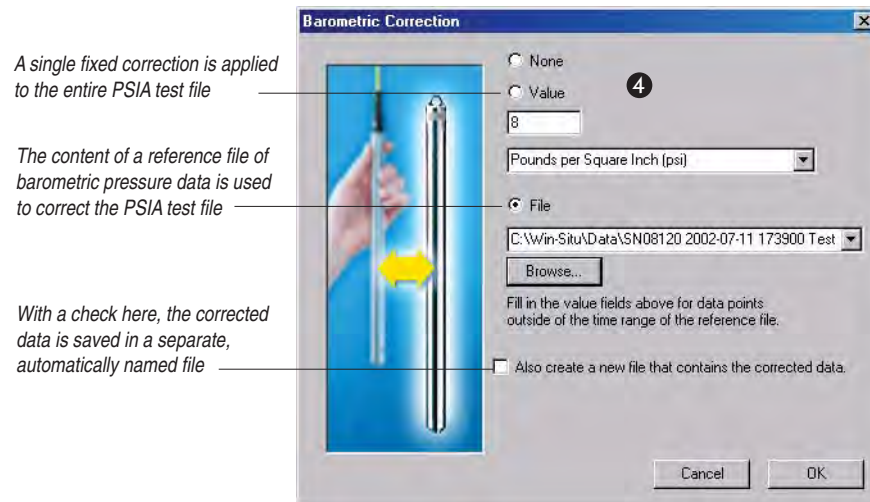 Barometric Correction
A single fixed correction is applied
to the entire PSIA test file
The content of a reference file of
barometric pressure data is used
to correct the PSIA test file
With a check here, the corrected
data is saved in a separate,
automatically named file
None
Value
4
8
Pounds per Square Inch (psi)
File
C:\Win-Situ\Data\SN08120 2002-07-11 173900 Test
Browse...
Fill in the value fields above for data points
outside of the time range of the reference file.
Also create a new file that contains the corrected data.
Cancel
OK